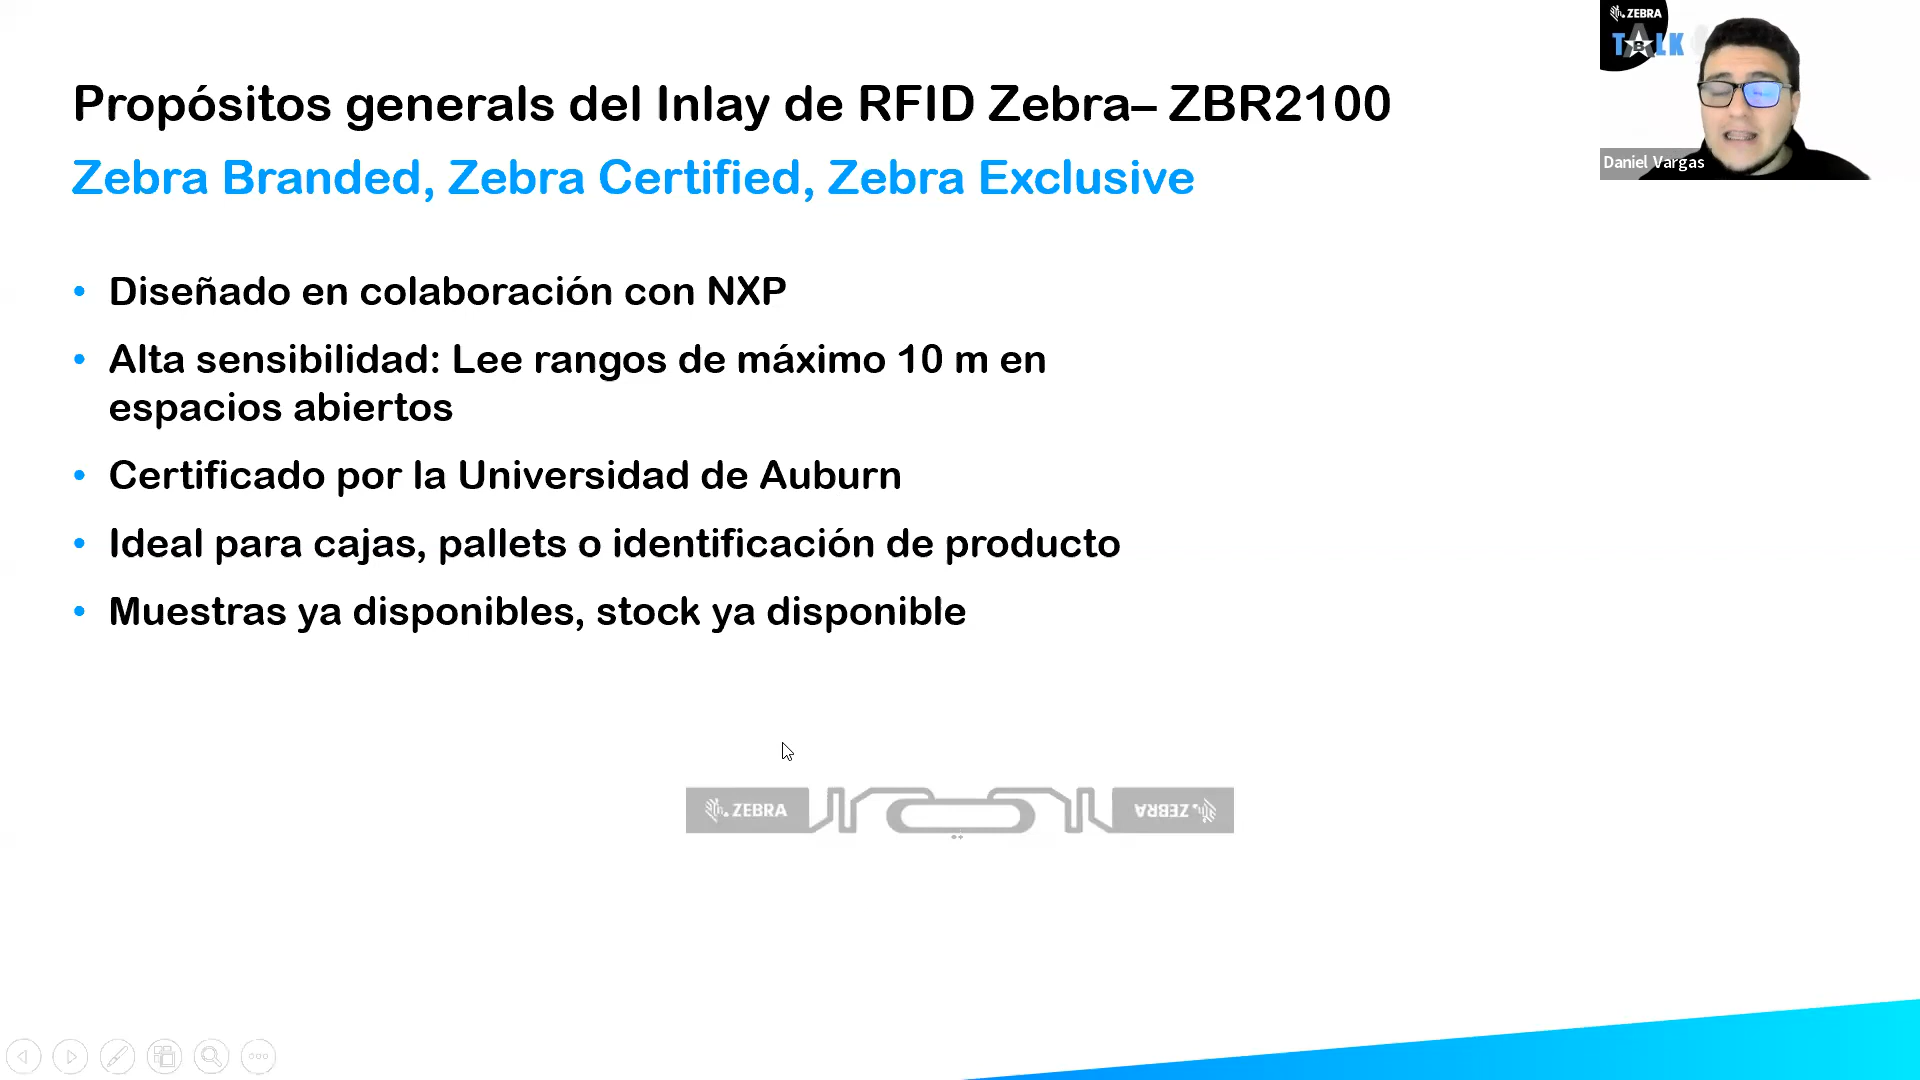 ZEBRA
TALK
B
Daniel Vargas
Propósitos generals del Inlay de RFID Zebra– ZBR2100
Zebra Branded, Zebra Certified, Zebra Exclusive
• Diseñado en colaboración con NXP
• Alta sensibilidad: Lee rangos de máximo 10 m en
espacios abiertos
• Certificado por la Universidad de Auburn
• Ideal para cajas, pallets o identificación de producto
• Muestras ya disponibles, stock ya disponible
ZEBRA
ZEBRA